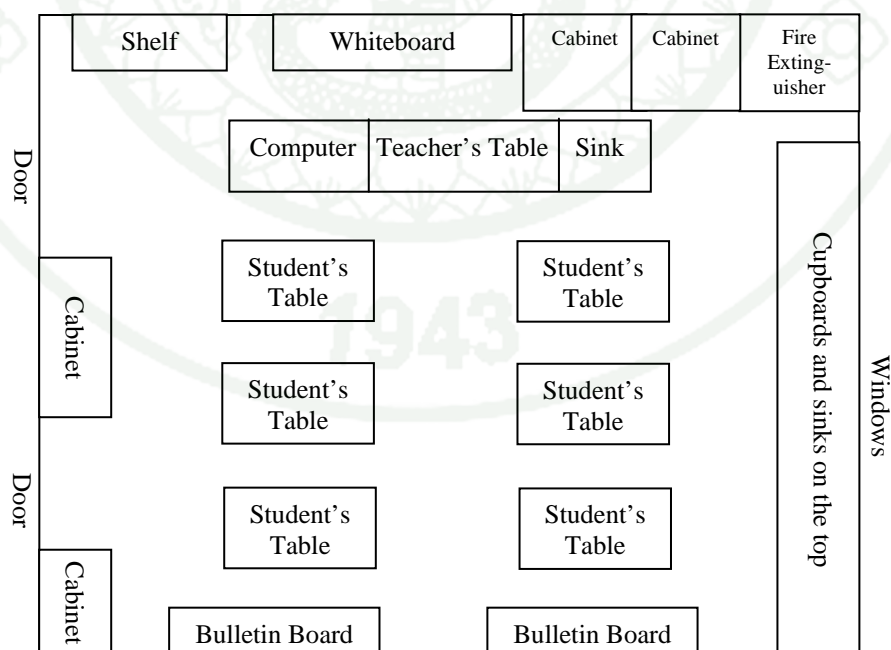 Shelf
Whiteboard
Cabinet
Cabinet
Fire
Exting-
uisher
Door
Computer
Teacher's Table
Sink
Student's
Table
Student's
Table
Cupboards and sinks on the top
Cabinet
1943
Student's
Table
Student's
Table
Windows
Door
Student's
Table
Student's
Table
Cabinet
Bulletin Board
Bulletin Board